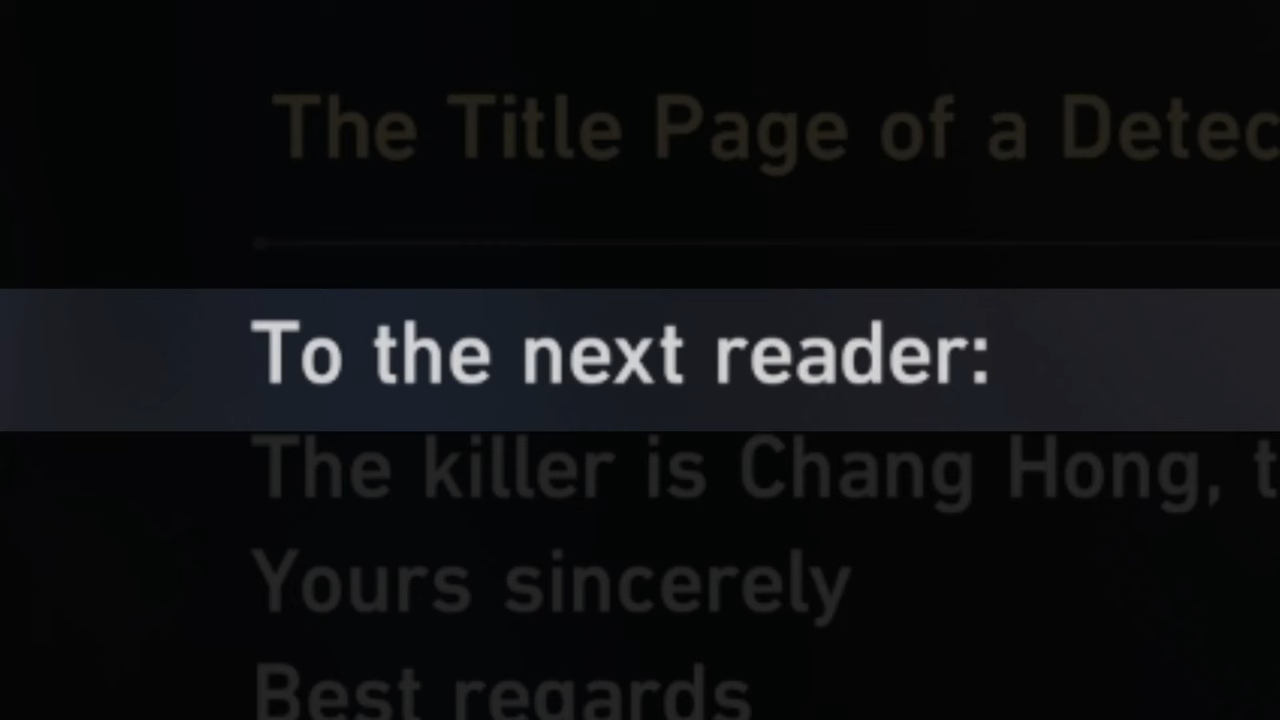 The Title Page of a Detec
To the next reader:
The killer is Chang Hong, t
Yours sincerely
Best regards